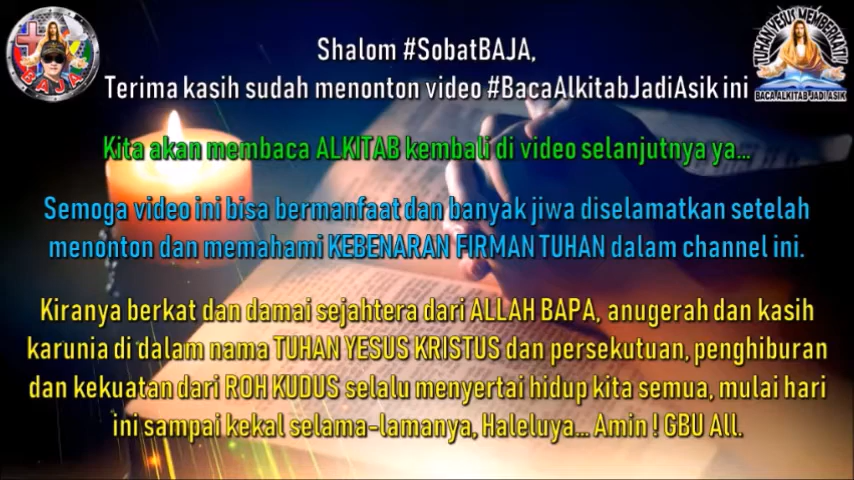 BAJA
TUHAN YESUS MEMBERKATI
BACA ALKITAB JADI ASIK
Shalom #SobatBAJA,
Terima kasih sudah menonton video #BacaAlkitabJadiAsik ini
Kita akan membaca ALKITAB kembali di video selanjutnya ya...
Semoga video ini bisa bermanfaat dan banyak jiwa diselamatkan setelah
menonton dan memahami KEBENARAN FIRMAN TUHAN dalam channel ini.
Kiranya berkat dan damai sejahtera dari ALLAH BAPA, anugerah dan kasih
karunia di dalam nama TUHAN YESUS KRISTUS dan persekutuan, penghiburan
dan kekuatan dari ROH KUDUS selalu menyertai hidup kita semua, mulai hari
ini sampai kekal selama-lamanya, Haleluya... Amin ! GBU All.